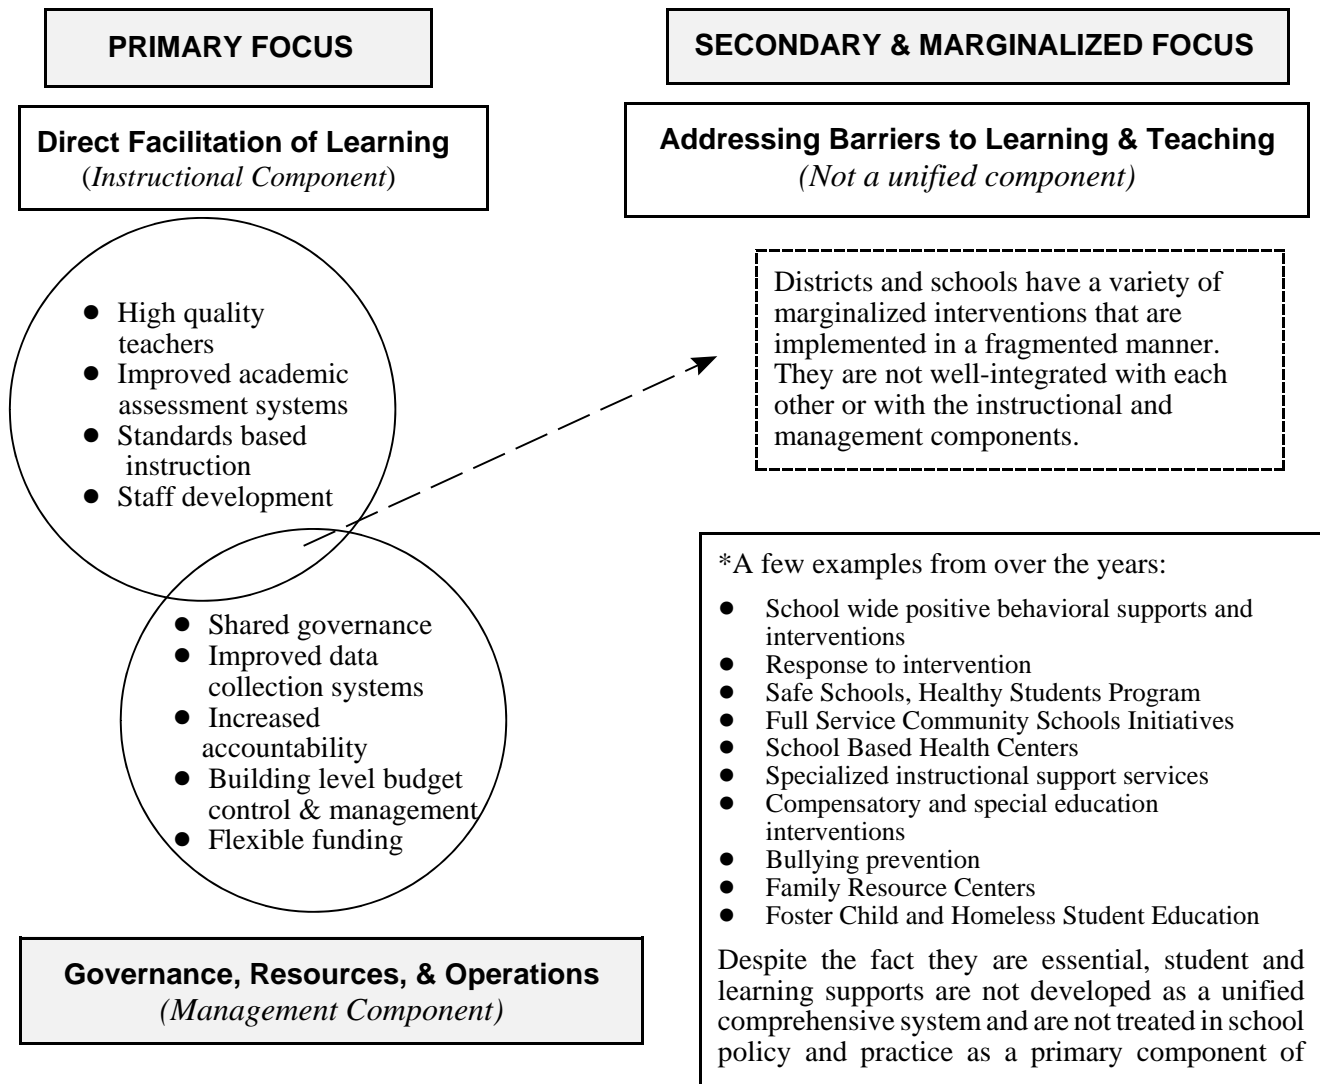 PRIMARY FOCUS
Direct Facilitation of Learning
(Instructional Component)
● High quality
teachers
● Improved academic
assessment systems
● Standards based
instruction
● Staff development
● Shared governance
● Improved data
collection systems
● Increased
accountability
● Building level budget
control & management
● Flexible funding
Governance, Resources, & Operations
(Management Component)
SECONDARY & MARGINALIZED FOCUS
Addressing Barriers to Learning & Teaching
(Not a unified component)
Districts and schools have a variety of
marginalized interventions that are
implemented in a fragmented manner.
They are not well-integrated with each
other or with the instructional and
management components.
*A few examples from over the years:
● School wide positive behavioral supports and
interventions
● Response to intervention
● Safe Schools, Healthy Students Program
● Full Service Community Schools Initiatives
● School Based Health Centers
● Specialized instructional support services
● Compensatory and special education
interventions
● Bullying prevention
● Family Resource Centers
● Foster Child and Homeless Student Education
Despite the fact they are essential, student and
learning supports are not developed as a unified
comprehensive system and are not treated in school
policy and practice as a primary component of